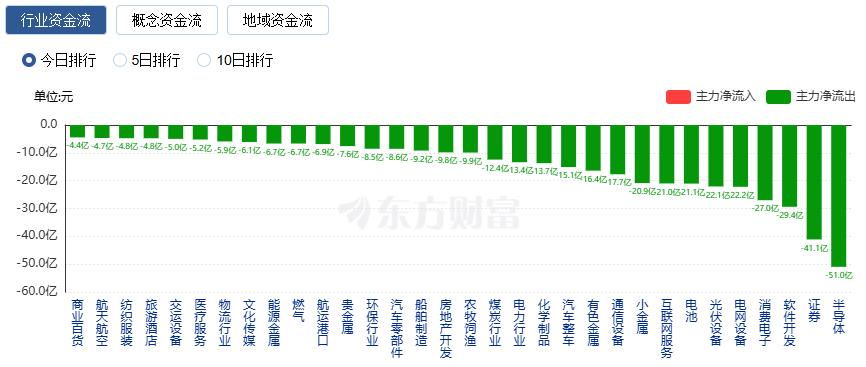 行业资金流 概念资金流 地域资金流
今日排行 5日排行 10日排行
单位:元 主力净流入 主力净流出
0.0
-10.0亿
-20.0亿
-30.0亿
-40.0亿
-50.0亿
-60.0亿
-4.4亿 -4.7亿 -4.8亿 -4.8亿 -5.0亿 -5.2亿 -5.9亿 -6.1亿 -6.7亿 -6.7亿 -6.9亿 -7.6亿 -8.5亿 -8.6亿 -9.2亿 -9.8亿 -9.9亿 -12.4亿 -13.4亿 -13.7亿 -15.1亿 -16.4亿 -17.7亿 -20.9亿 -21.0亿 -21.1亿 -22.1亿 -22.2亿 -27.0亿 -29.4亿 -41.1亿 -51.0亿
东方财富
商业百货
航天航空
纺织服装
旅游酒店
交运设备
医疗服务
物流行业
文化传媒
能源金属
燃气
航运港口
贵金属
环保行业
汽车零部件
船舶制造
房地产开发
农牧饲渔
煤炭行业
电力行业
化学制品
汽车整车
有色金属
通信设备
小金属
互联网服务
电池
光伏设备
电网设备
消费电子
软件开发
证券
半导体